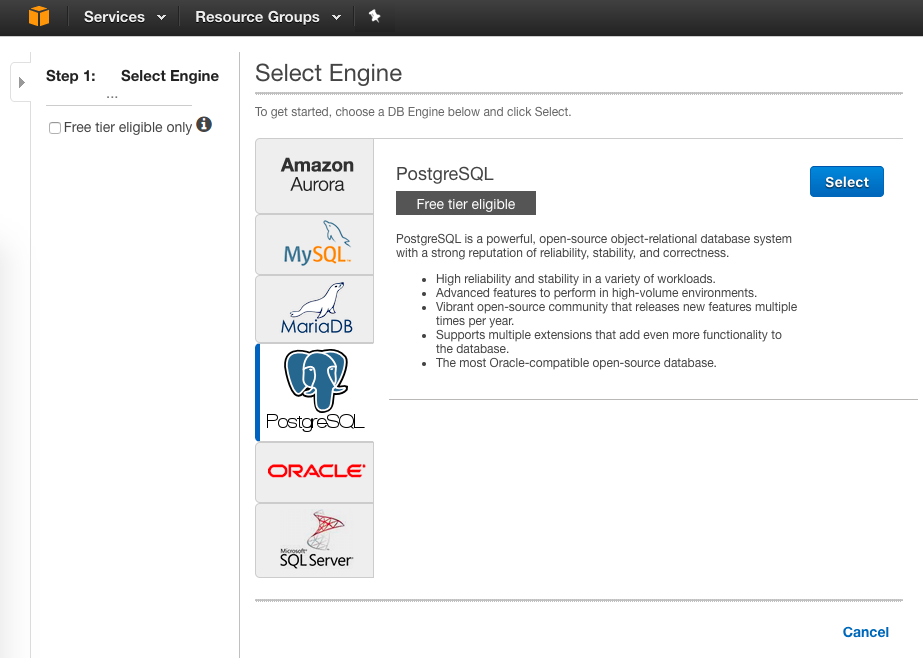 Services
Resource Groups
Step 1: Select Engine
...
Free tier eligible only
Select Engine
To get started, choose a DB Engine below and click Select.
Amazon
Aurora
MySQL
MariaDB
PostgreSQL
ORACLE
Microsoft
SQL Server
PostgreSQL
Select
Free tier eligible
PostgreSQL is a powerful, open-source object-relational database system
with a strong reputation of reliability, stability, and correctness.
High reliability and stability in a variety of workloads.
Advanced features to perform in high-volume environments.
Vibrant open-source community that releases new features multiple
times per year.
Supports multiple extensions that add even more functionality to
the database.
The most Oracle-compatible open-source database.
Cancel